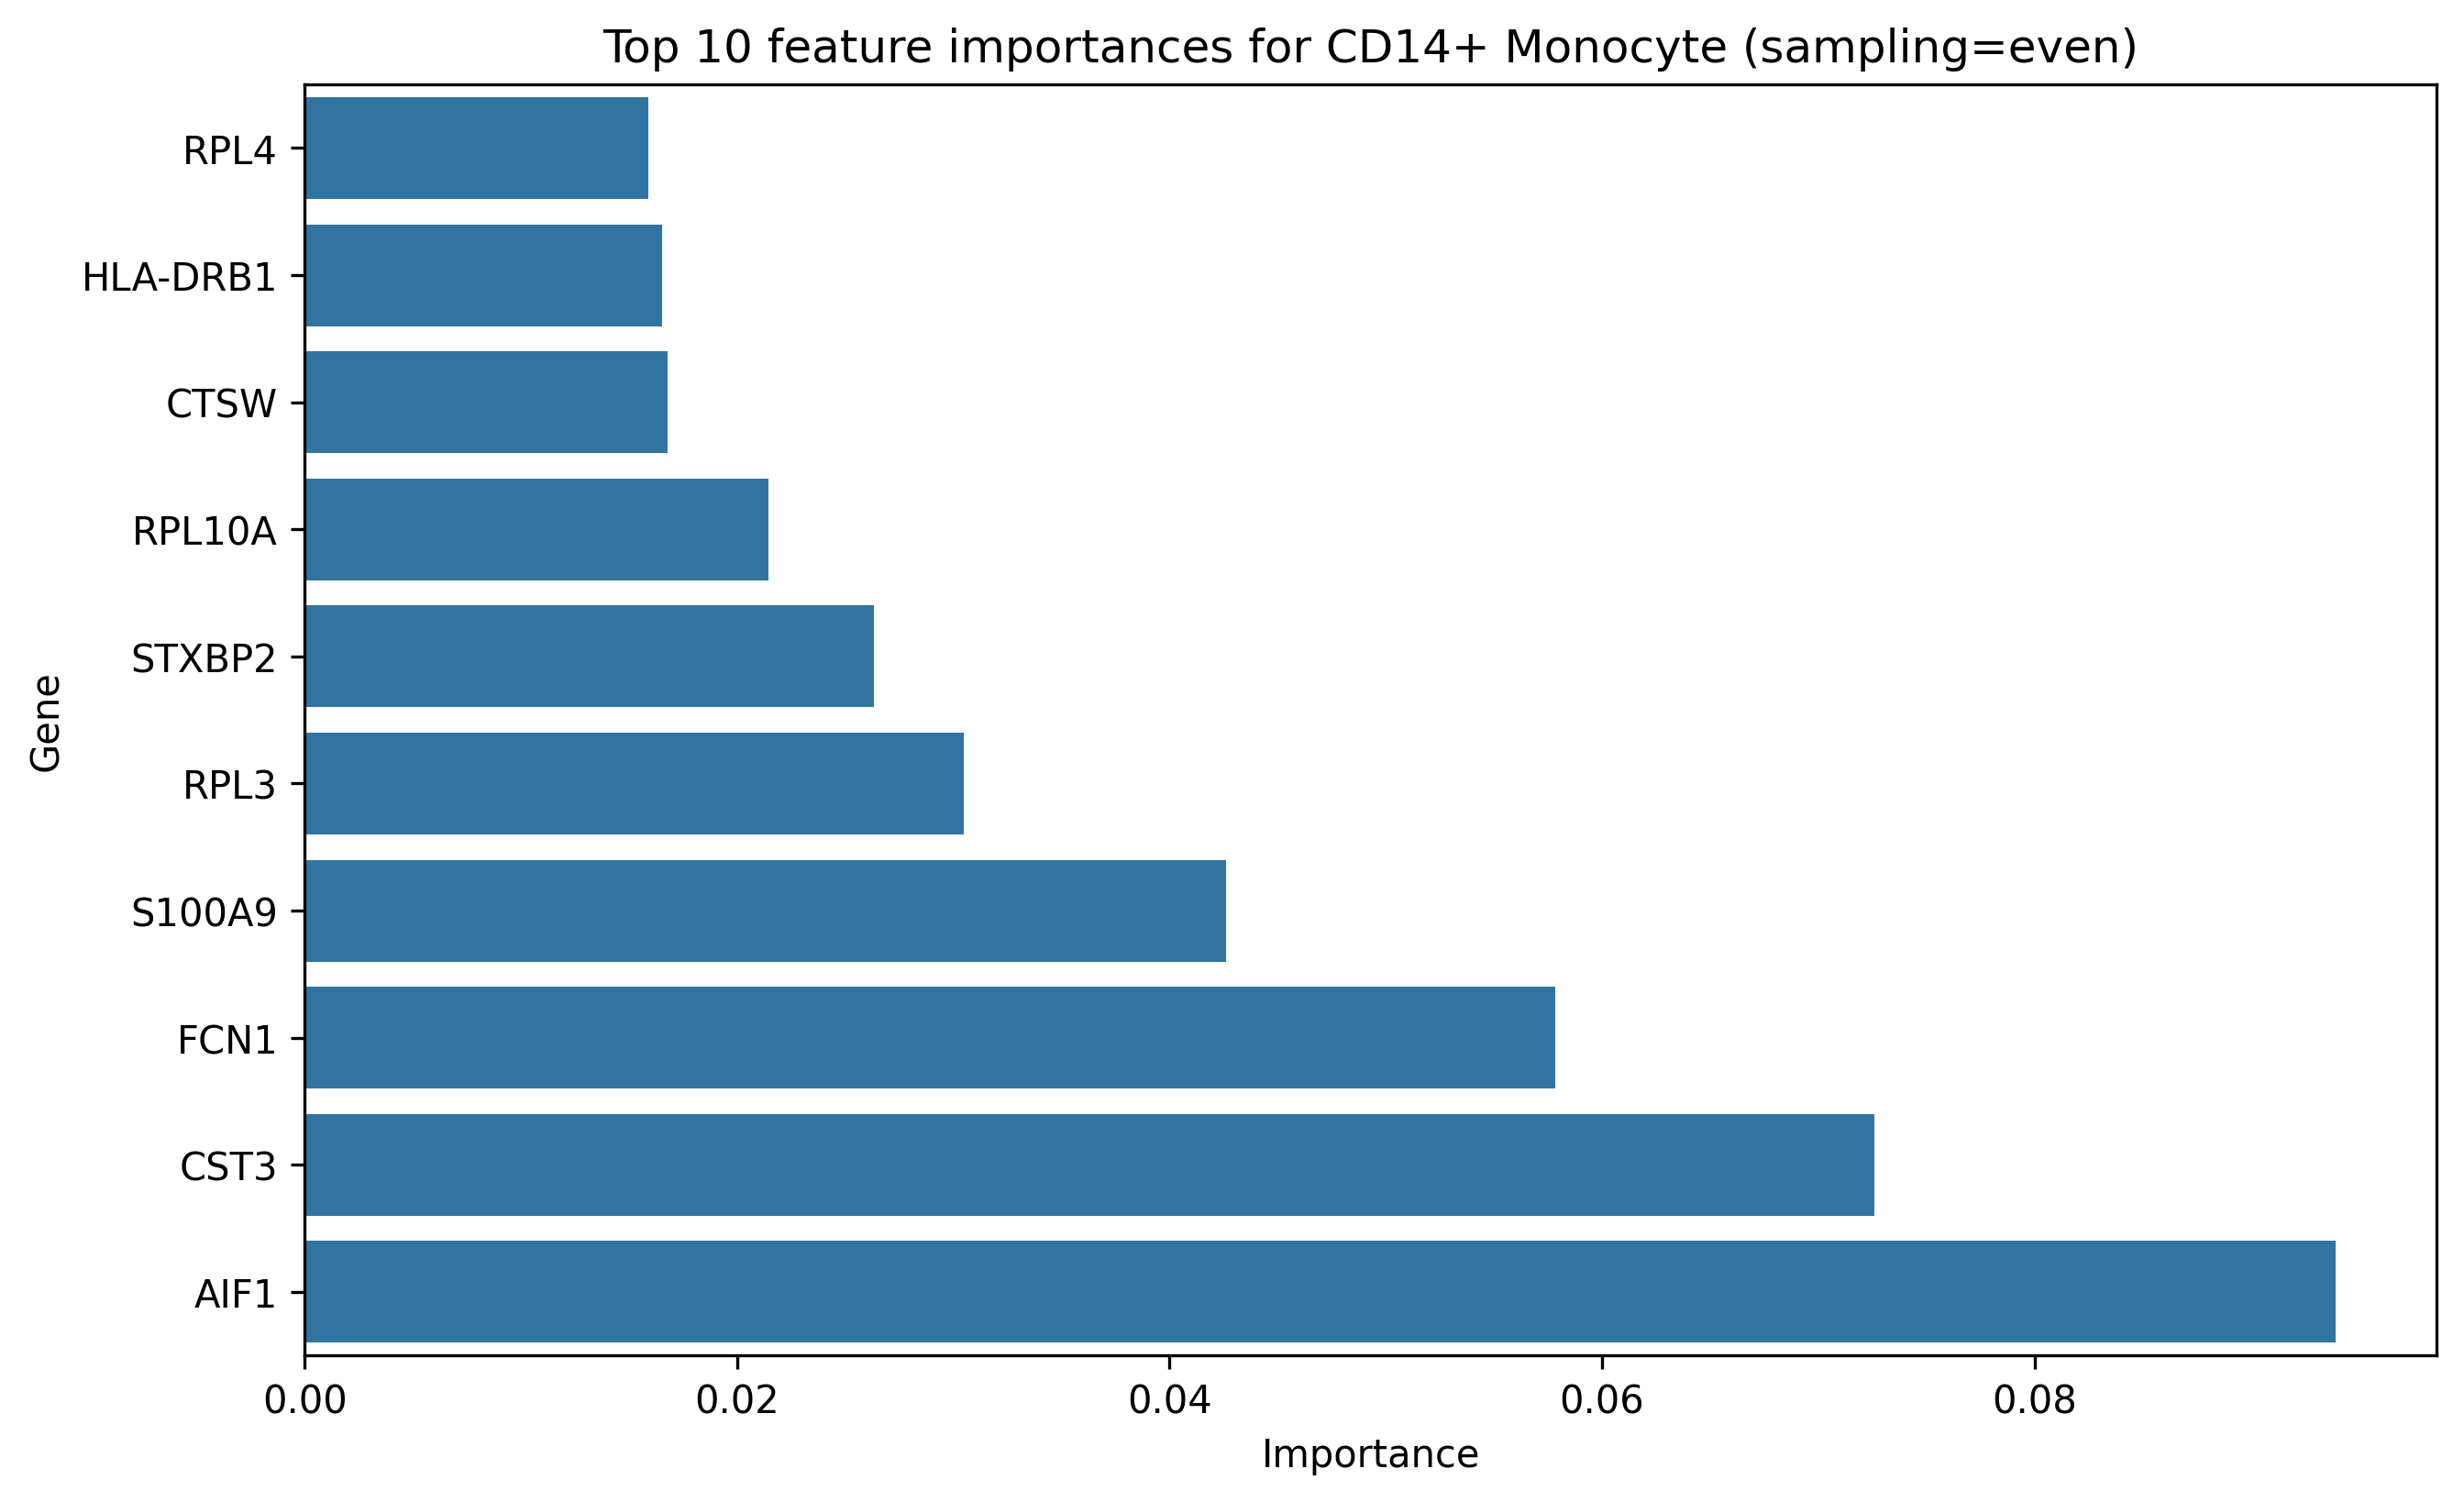 Top 10 feature importances for CD14+ Monocyte (sampling=even)
RPL4
HLA-DRB1
CTSW
RPL10A
STXBP2
RPL3
S100A9
FCN1
CST3
AIF1
Gene
0.00 0.02 0.04 0.06 0.08
Importance